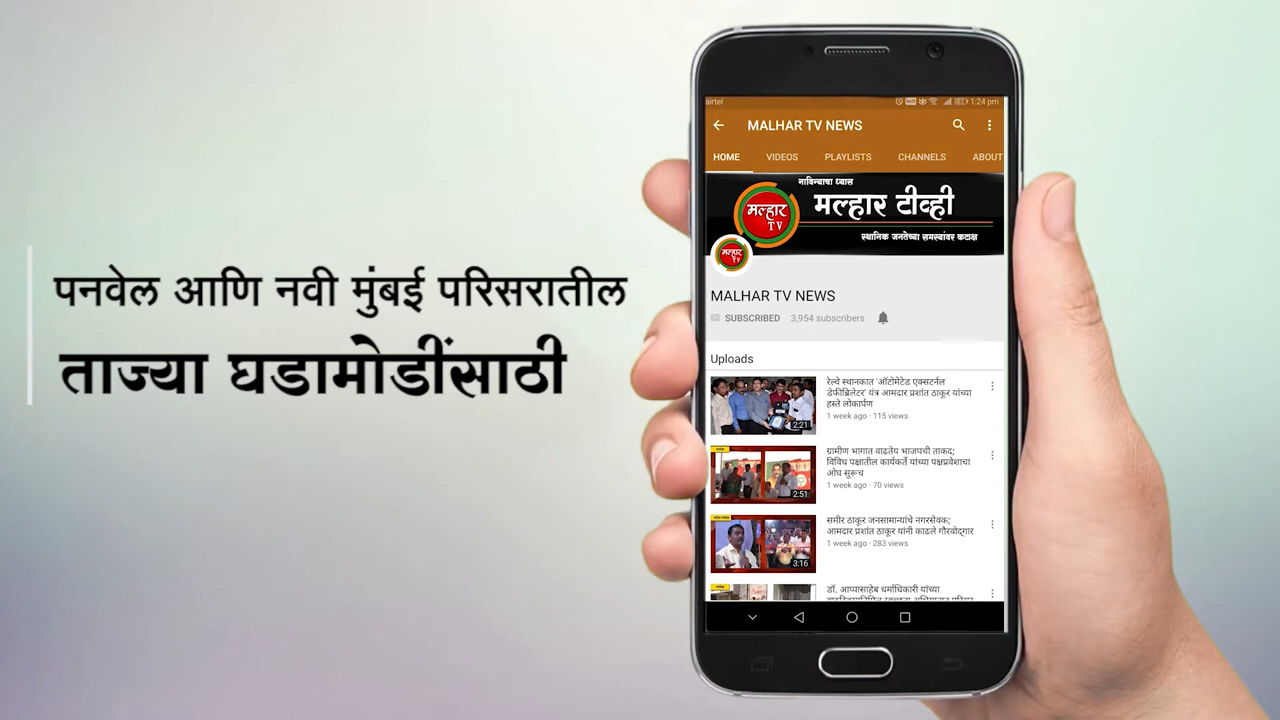 पनवेल आणि नवी मुंबई परिसरातील
ताज्या घडामोडींसाठी
airtel
1:24 pm
MALHAR TV NEWS
HOME VIDEOS PLAYLISTS CHANNELS ABOUT
नाविन्याचा ध्यास
मल्हार टीव्ही
मल्हार
TV
स्थानिक जनतेच्या समस्यांवर कटाक्ष
मल्हार
TV
MALHAR TV NEWS
SUBSCRIBED 3,954 subscribers
Uploads
रेल्वे स्थानकात 'ऑटोमेटेड एक्सटर्नल
डेफीब्रिलेटर' यंत्र आमदार प्रशांत ठाकूर यांच्या
हस्ते लोकार्पण
1 week ago · 115 views
2:21
ग्रामीण भागात वाढतेय भाजपची ताकद;
विविध पक्षातील कार्यकर्ते यांच्या पक्षप्रवेशाचा
ओघ सुरूच
1 week ago · 70 views
2:51
समीर ठाकूर जनसामान्यांचे नगरसेवक;
आमदार प्रशांत ठाकूर यांनी काढले गौरवोद्गार
1 week ago · 283 views
3:16
डॉ. आप्पासाहेब धर्माधिकारी यांच्या